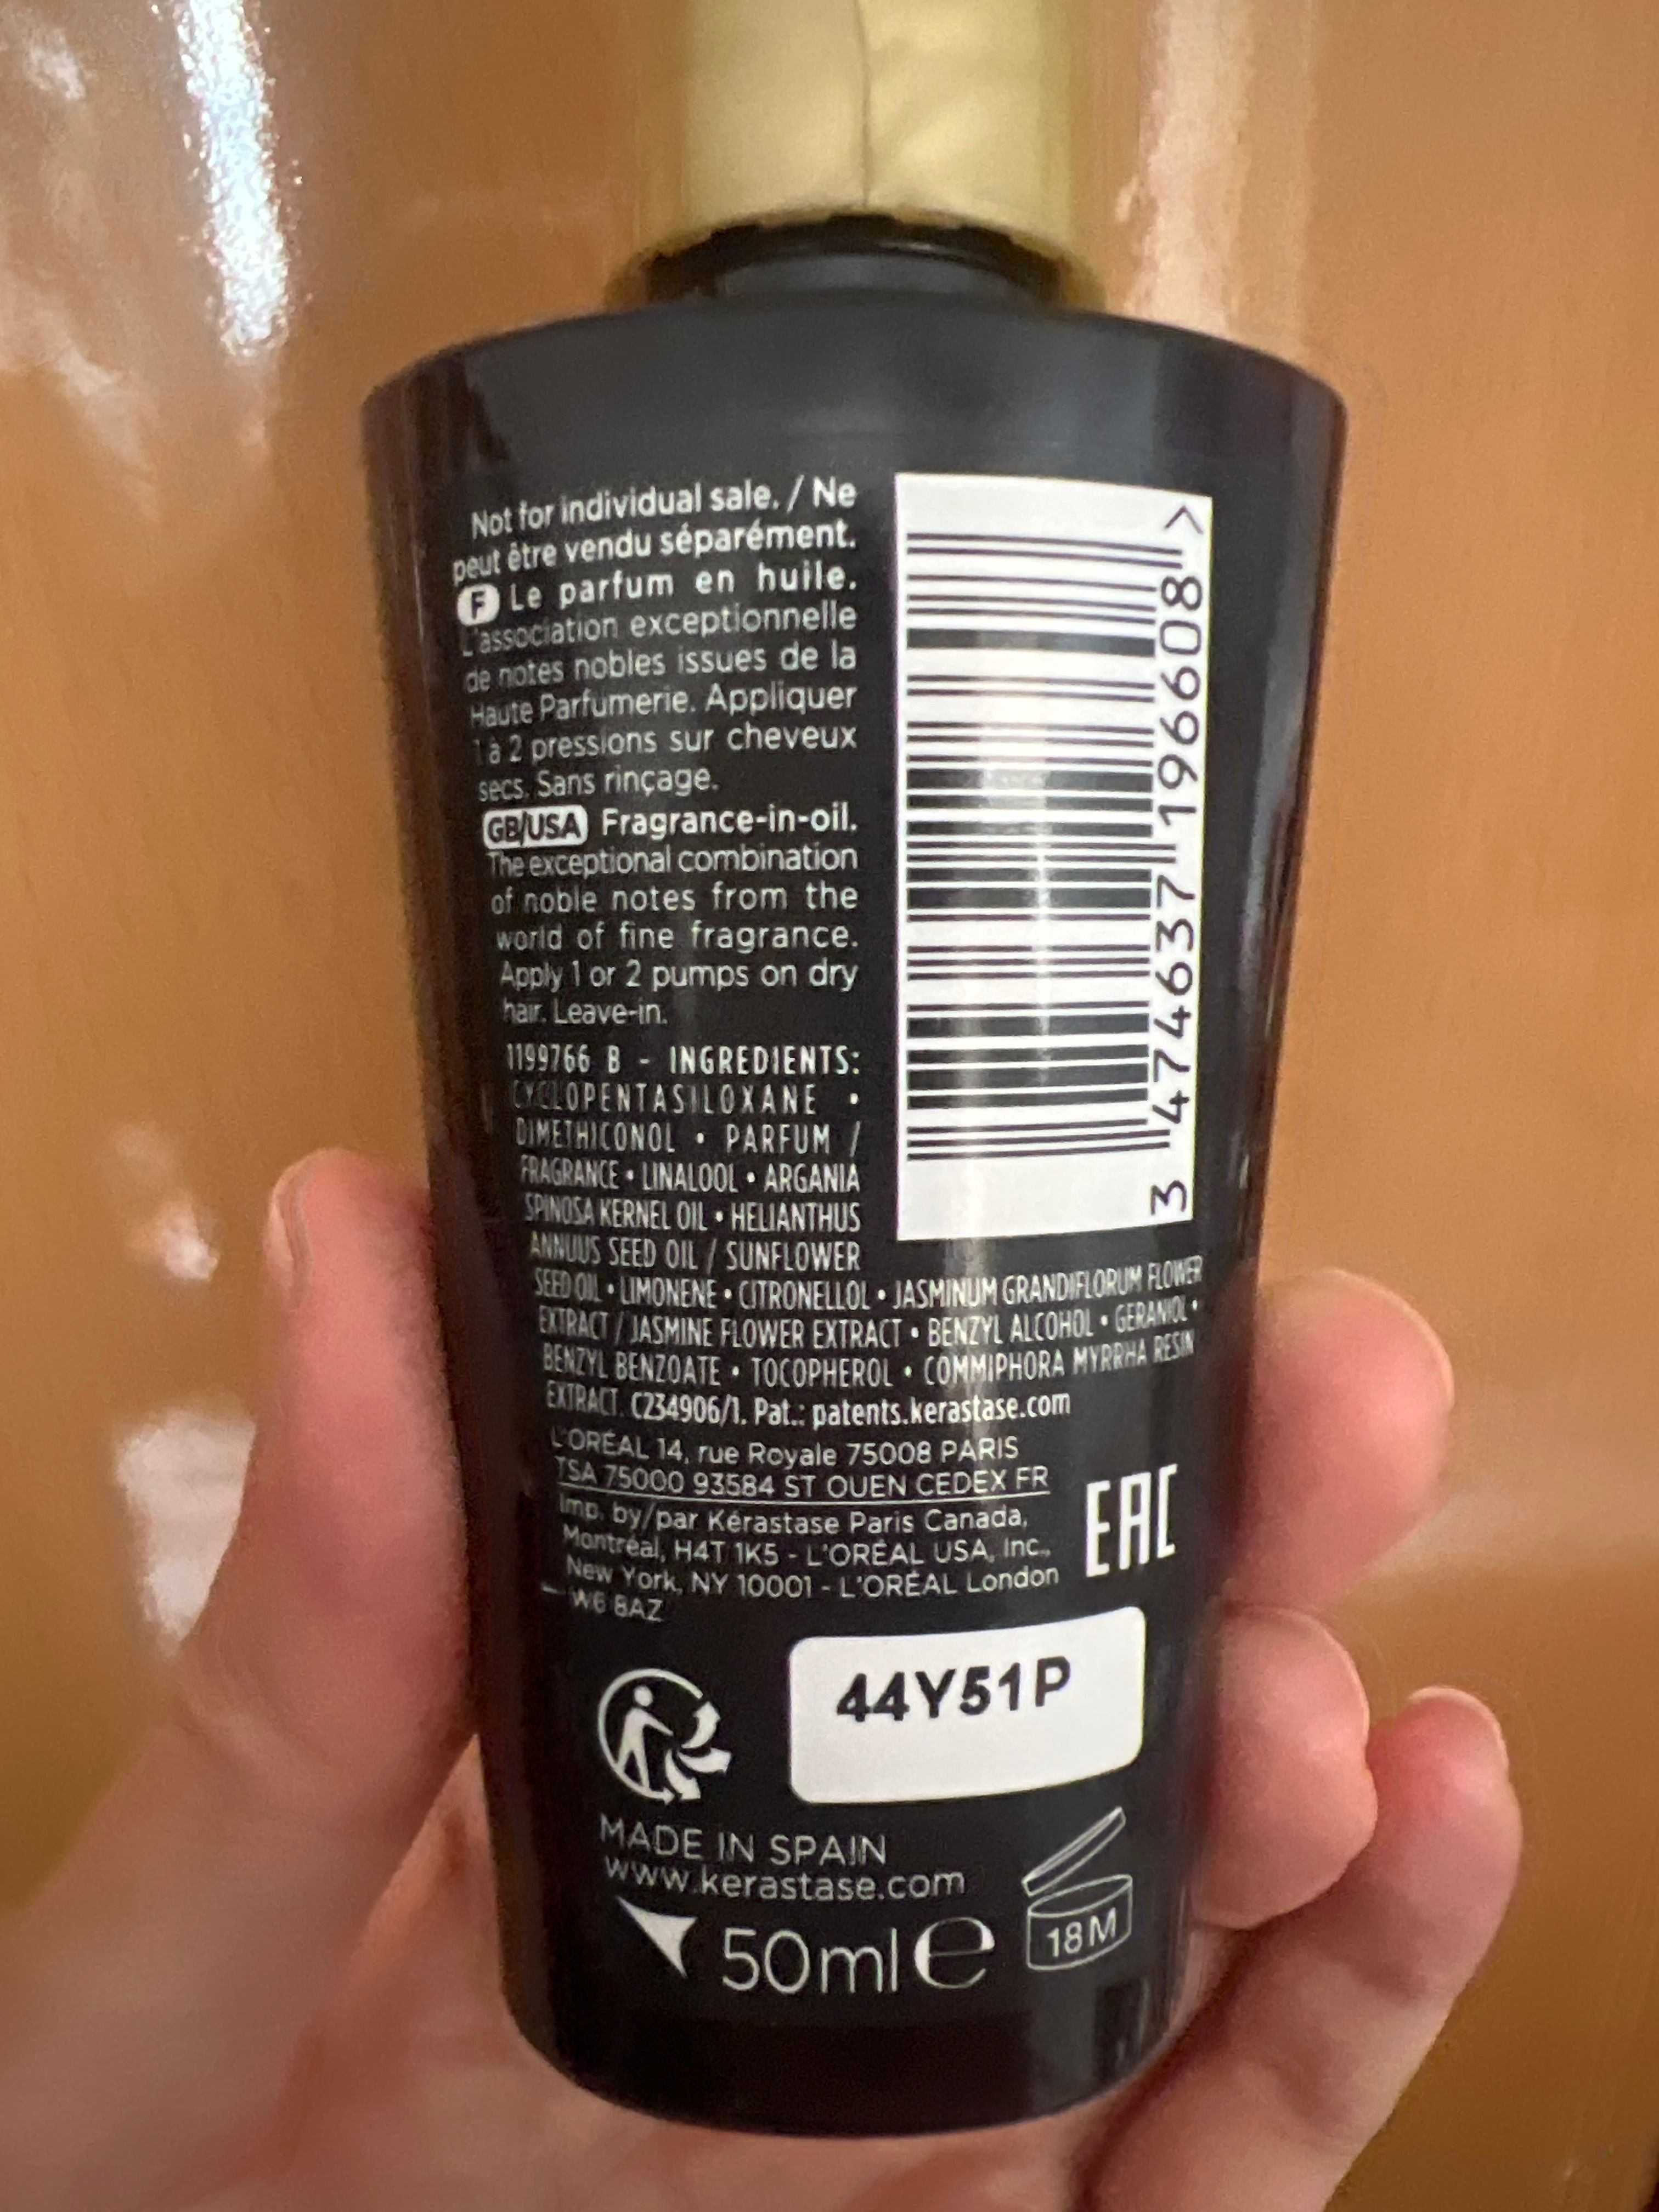 Not for individual sale. / Ne
peut être vendu séparément.
F Le parfum en huile.
L'association exceptionnelle
de notes nobles issues de la
Haute Parfumerie. Appliquer
1 à 2 pressions sur cheveux
secs. Sans rinçage.
GB/USA Fragrance-in-oil.
The exceptional combination
of noble notes from the
world of fine fragrance.
Apply 1 or 2 pumps on dry
hair. Leave-in.
1199766 B - INGREDIENTS:
CYCLOPENTASILOXANE •
DIMETHICONOL • PARFUM /
FRAGRANCE • LINALOOL • ARGANIA
SPINOSA KERNEL OIL • HELIANTHUS
ANNUUS SEED OIL / SUNFLOWER
SEED OIL • LIMONENE • CITRONELLOL • JASMINUM GRANDIFLORUM FLOWER
EXTRACT / JASMINE FLOWER EXTRACT • BENZYL ALCOHOL • GERANIOL •
BENZYL BENZOATE • TOCOPHEROL • COMMIPHORA MYRRHA RESIN
EXTRACT. C234906/1. Pat.: patents.kerastase.com
L'ORÉAL 14, rue Royale 75008 PARIS
TSA 75000 93584 ST OUEN CEDEX FR
Imp. by/par Kérastase Paris Canada,
Montréal, H4T 1K5 - L'ORÉAL USA, Inc.,
New York, NY 10001 - L'ORÉAL London
W6 8AZ
EAC
3 474637 196608 >
44Y51P
MADE IN SPAIN
www.kerastase.com
50ml e
18M